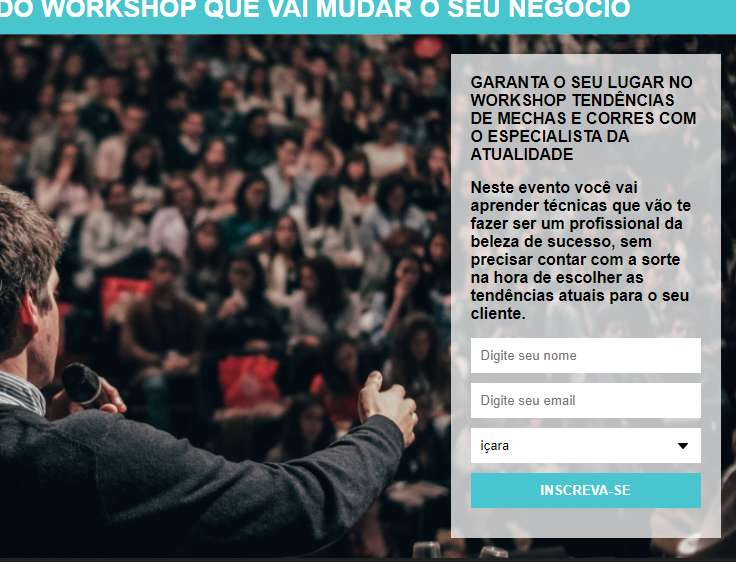 DO WORKSHOP QUE VAI MUDAR O SEU NEGÓCIO
GARANTA O SEU LUGAR NO
WORKSHOP TENDÊNCIAS
DE MECHAS E CORRES COM
O ESPECIALISTA DA
ATUALIDADE
Neste evento você vai
aprender técnicas que vão te
fazer ser um profissional da
beleza de sucesso, sem
precisar contar com a sorte
na hora de escolher as
tendências atuais para o seu
cliente.
Digite seu nome
Digite seu email
içara
INSCREVA-SE